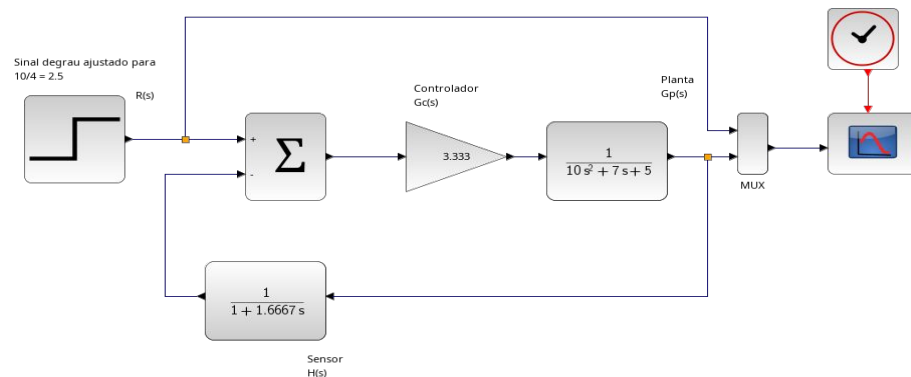 Sinal degrau ajustado para
10/4 = 2.5
R(s)
+
-
Σ
Controlador
Gc(s)
3.333
Planta
Gp(s)
1
10 s² + 7 s + 5
MUX
1
1 + 1.6667 s
Sensor
H(s)